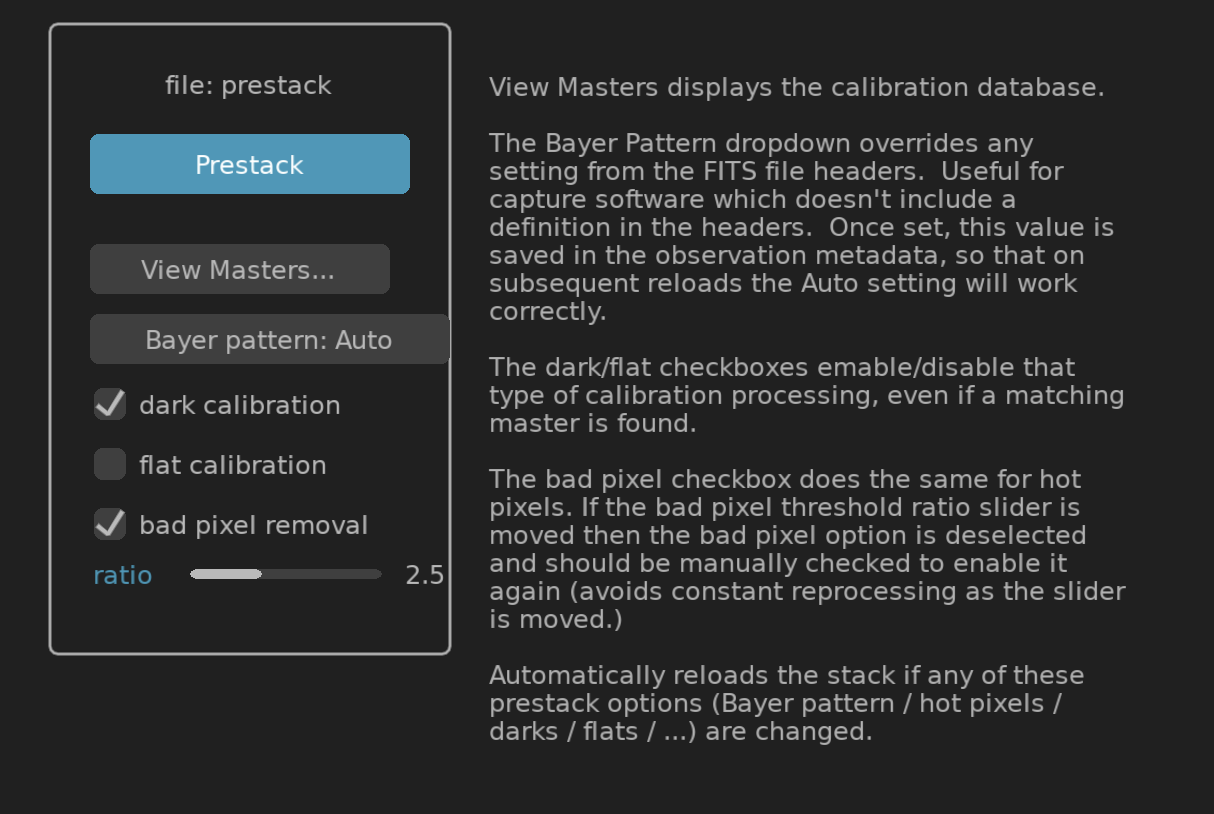 file: prestack
Prestack
View Masters...
Bayer pattern: Auto
dark calibration
flat calibration
bad pixel removal
ratio 2.5
View Masters displays the calibration database.
The Bayer Pattern dropdown overrides any
setting from the FITS file headers.  Useful for
capture software which doesn't include a
definition in the headers.  Once set, this value is
saved in the observation metadata, so that on
subsequent reloads the Auto setting will work
correctly.
The dark/flat checkboxes emable/disable that
type of calibration processing, even if a matching
master is found.
The bad pixel checkbox does the same for hot
pixels. If the bad pixel threshold ratio slider is
moved then the bad pixel option is deselected
and should be manually checked to enable it
again (avoids constant reprocessing as the slider
is moved.)
Automatically reloads the stack if any of these
prestack options (Bayer pattern / hot pixels /
darks / flats / ...) are changed.